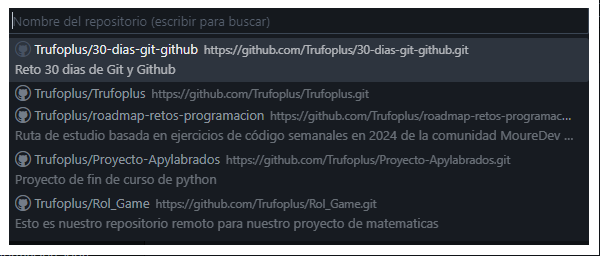 Nombre del repositorio (escribir para buscar)
Trufoplus/30-dias-git-github https://github.com/Trufoplus/30-dias-git-github.git
Reto 30 dias de Git y Github
Trufoplus/Trufoplus https://github.com/Trufoplus/Trufoplus.git
Trufoplus/roadmap-retos-programacion https://github.com/Trufoplus/roadmap-retos-programac...
Ruta de estudio basada en ejercicios de código semanales en 2024 de la comunidad MoureDev ...
Trufoplus/Proyecto-Apylabrados https://github.com/Trufoplus/Proyecto-Apylabrados.git
Proyecto de fin de curso de python
Trufoplus/Rol_Game https://github.com/Trufoplus/Rol_Game.git
Esto es nuestro repositorio remoto para nuestro proyecto de matematicas